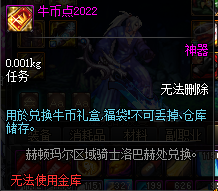 牛币点2022
神器
0.001kg
任务
无法删除
用於兑换牛币礼盒,福袋!不可丢掉、仓库
储存。
赫顿玛尔区域骑士洛巴赫处兑换。
无法使用金库